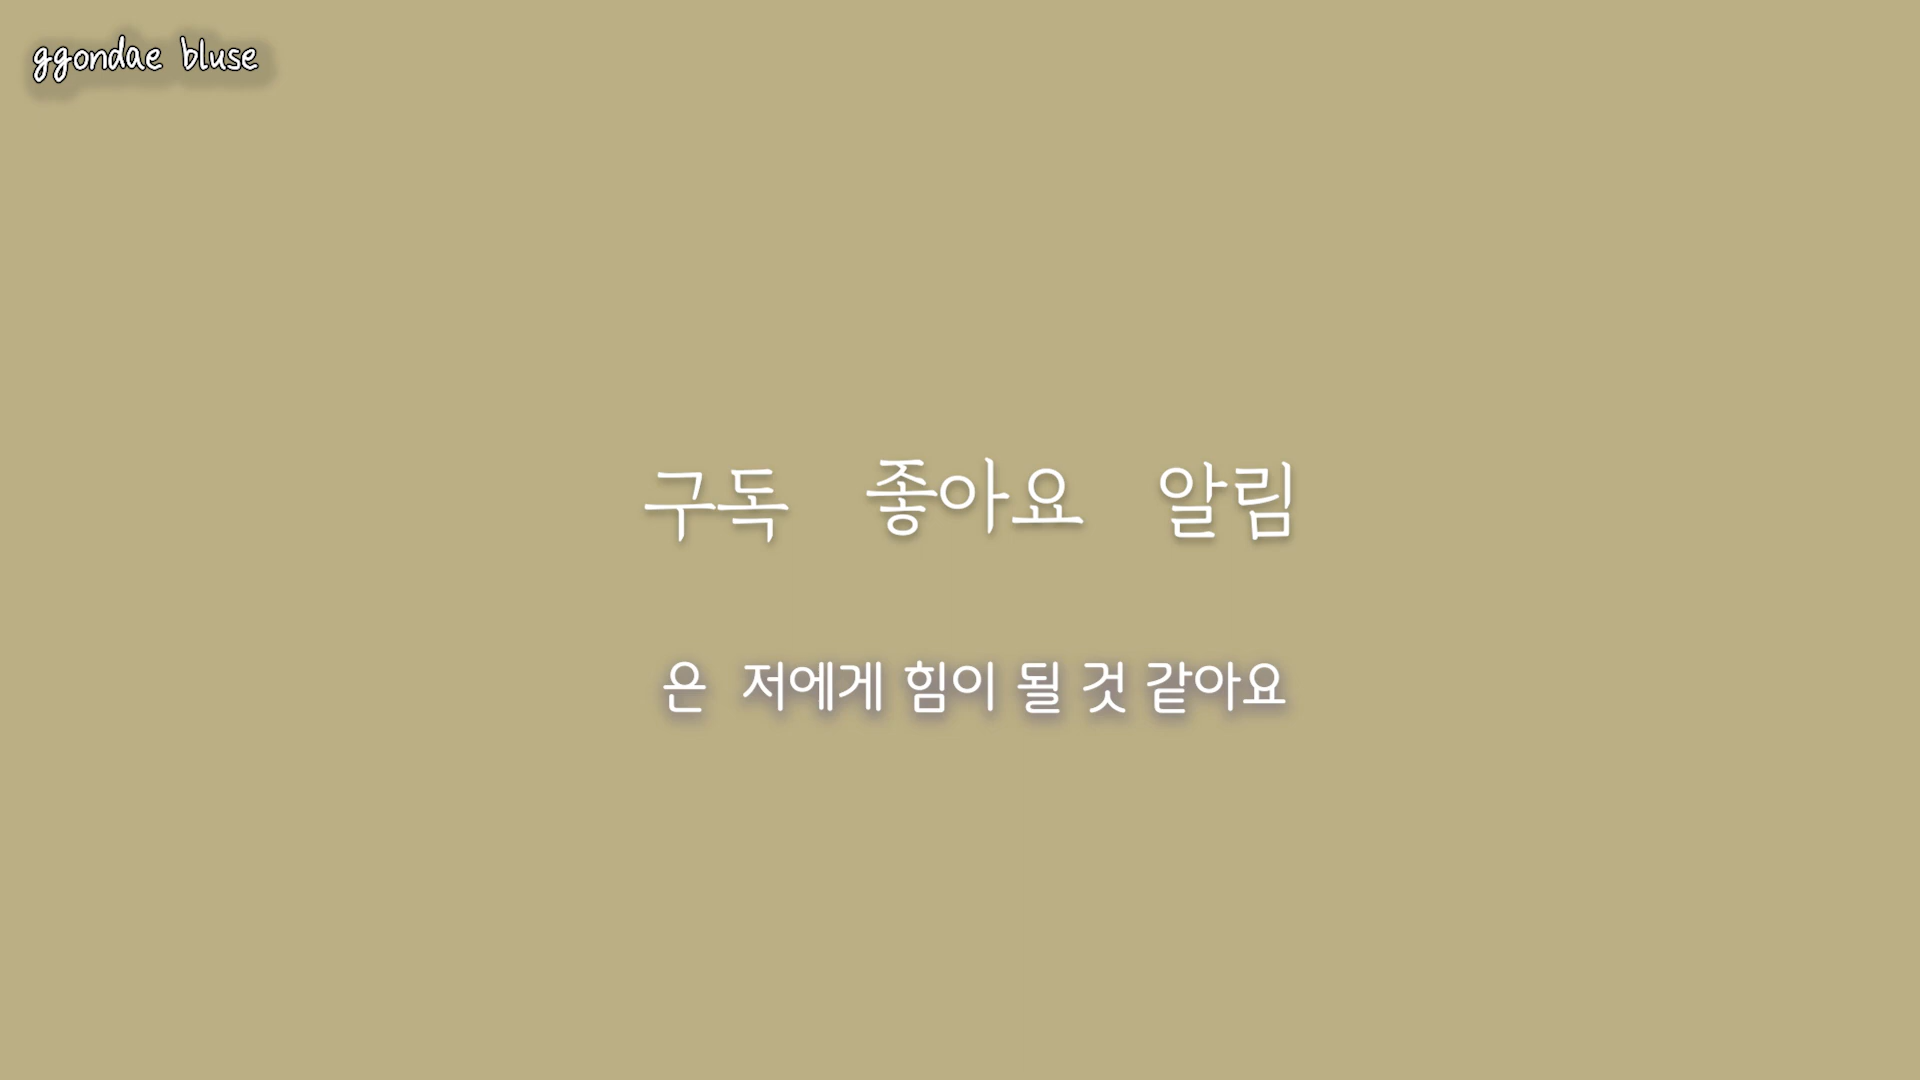 ggondae bluse
구독 좋아요 알림
은 저에게 힘이 될 것 같아요